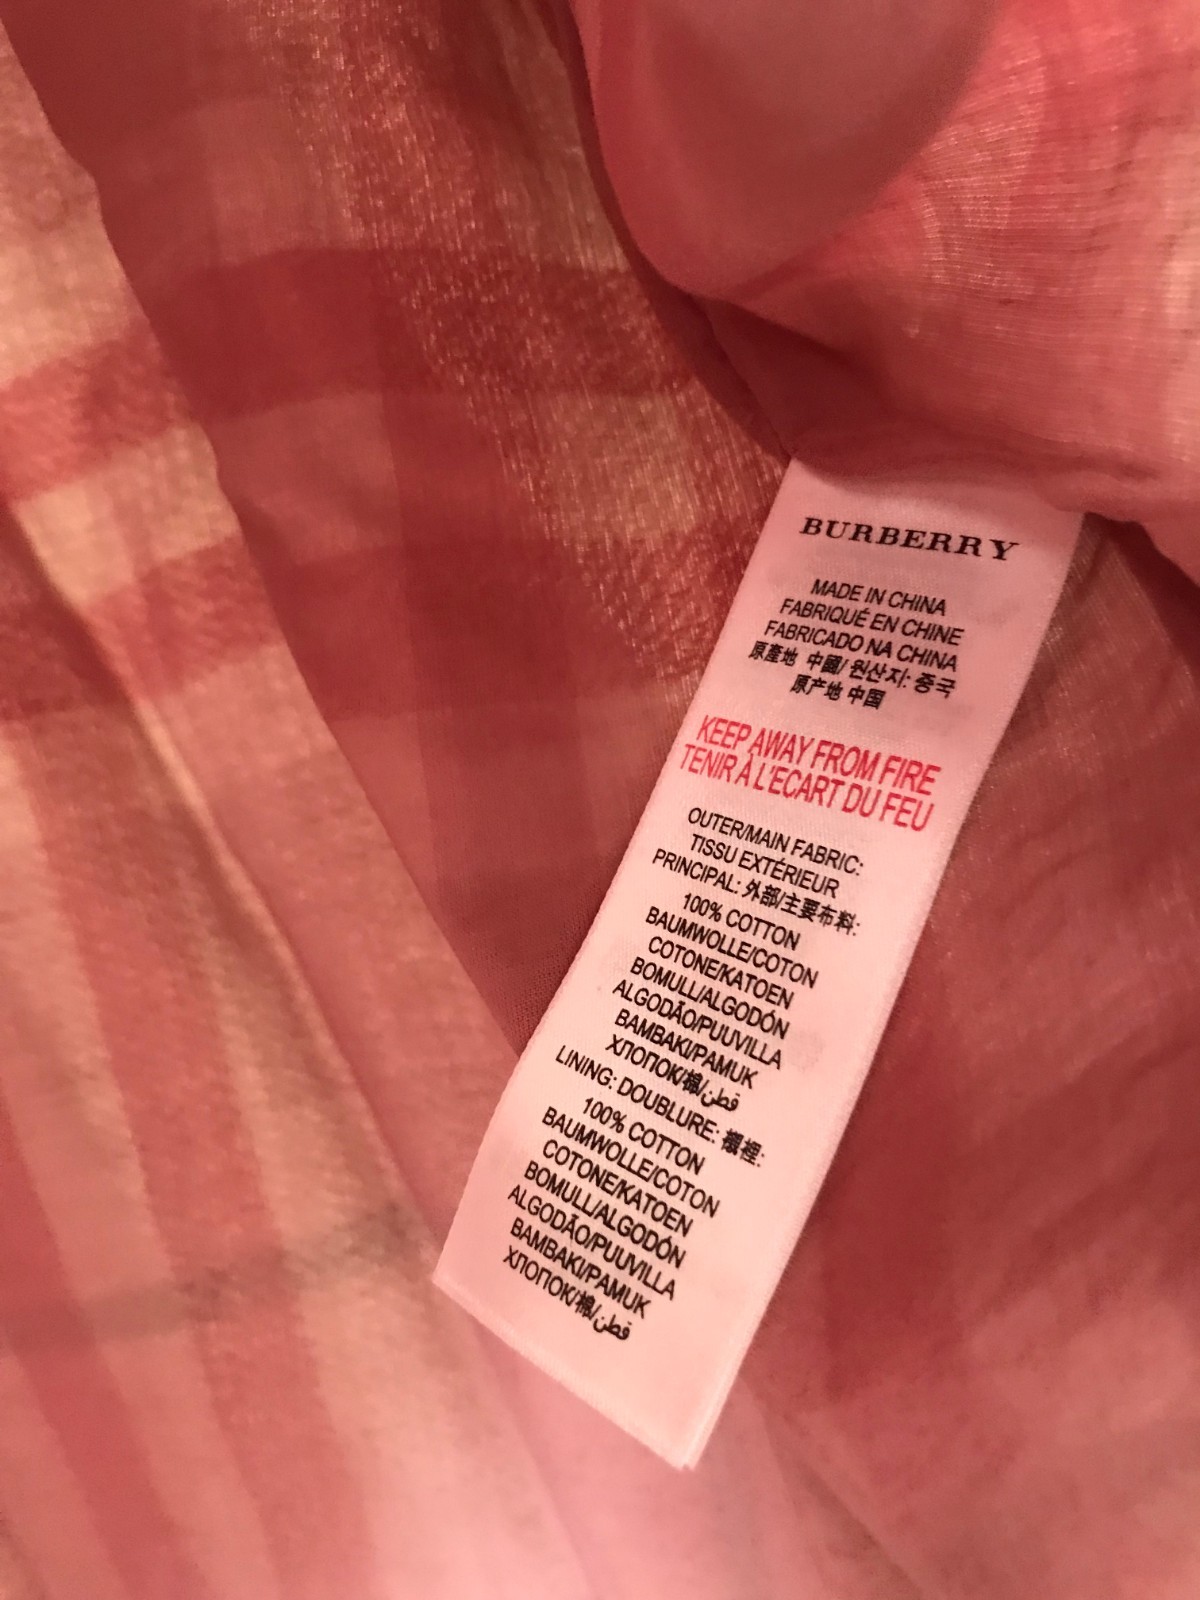 BURBERRY
MADE IN CHINA
FABRIQUÉ EN CHINE
FABRICADO NA CHINA
原產地 中國/ 원산지: 중국
原产地 中国
KEEP AWAY FROM FIRE
TENIR À L'ECART DU FEU
OUTER/MAIN FABRIC:
TISSU EXTÉRIEUR
PRINCIPAL: 外部/主要布料:
100% COTTON
BAUMWOLLE/COTON
COTONE/KATOEN
BOMULL/ALGODÓN
ALGODÃO/PUUVILLA
BAMBAKI/PAMUK
ХЛОПОК/棉/قطن
LINING: DOUBLURE: 襯裡:
100% COTTON
BAUMWOLLE/COTON
COTONE/KATOEN
BOMULL/ALGODÓN
ALGODÃO/PUUVILLA
BAMBAKI/PAMUK
ХЛОПОК/棉/قطن